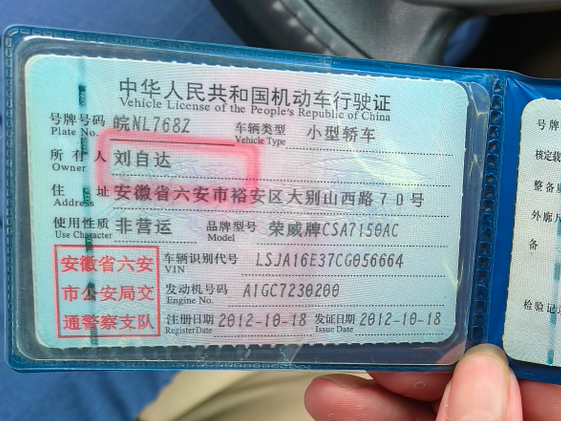 中华人民共和国机动车行驶证
Vehicle License of the People's Republic of China
号牌号码 皖NL768Z 车辆类型 小型轿车
Plate No. Vehicle Type
所有人 刘自达
Owner
住址 安徽省六安市裕安区大别山西路70号
Address
使用性质 非营运 品牌型号 荣威牌CSA7150AC
Use Character Model
安徽省六安
市公安局交
通警察支队
车辆识别代号 LSJA16E37CG056664
VIN
发动机号码 A1GC7230200
Engine No.
注册日期 2012-10-18 发证日期 2012-10-18
Register Date Issue Date
号牌
核定载
整备
外廓
备
检验记